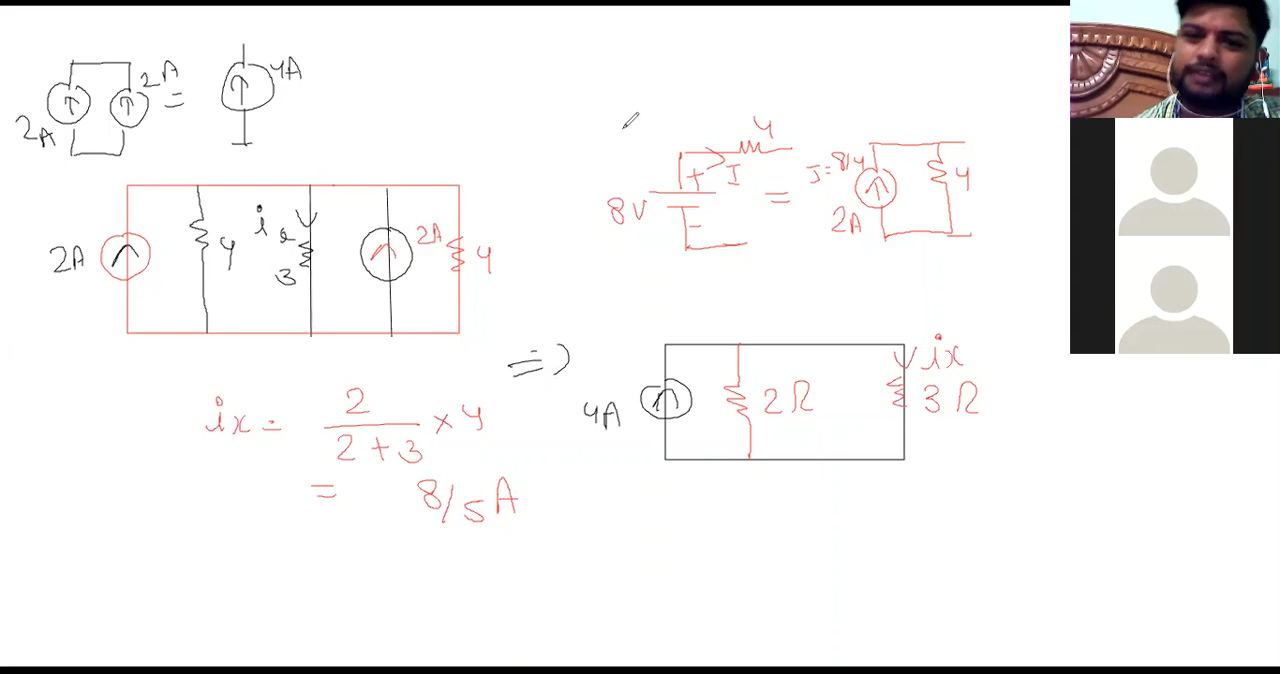 2A
2A
=
4A
2A
4
i
x
3
2A
4
8V
+
-
I
4
=
I=8/4
2A
4
=>
4A
2Ω
ix
3Ω
ix = 2/(2+3) × 4
= 8/5 A